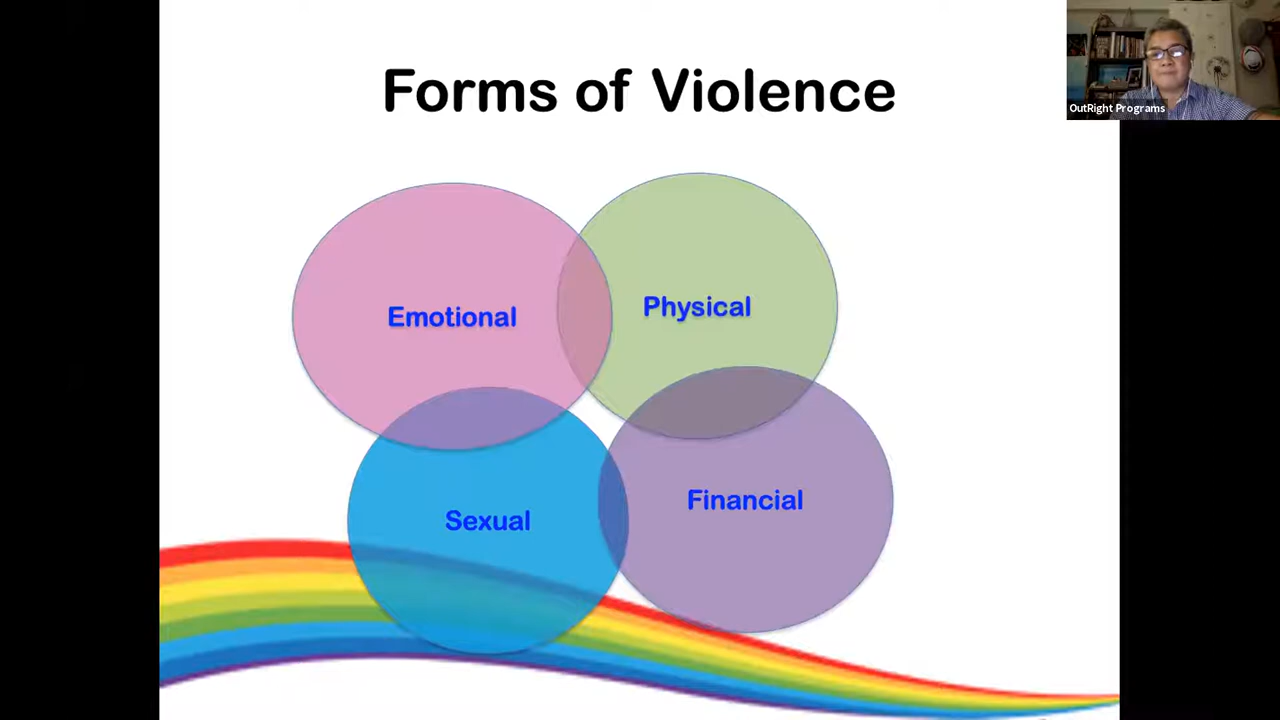 Forms of Violence
OutRight Programs
Emotional
Physical
Sexual
Financial